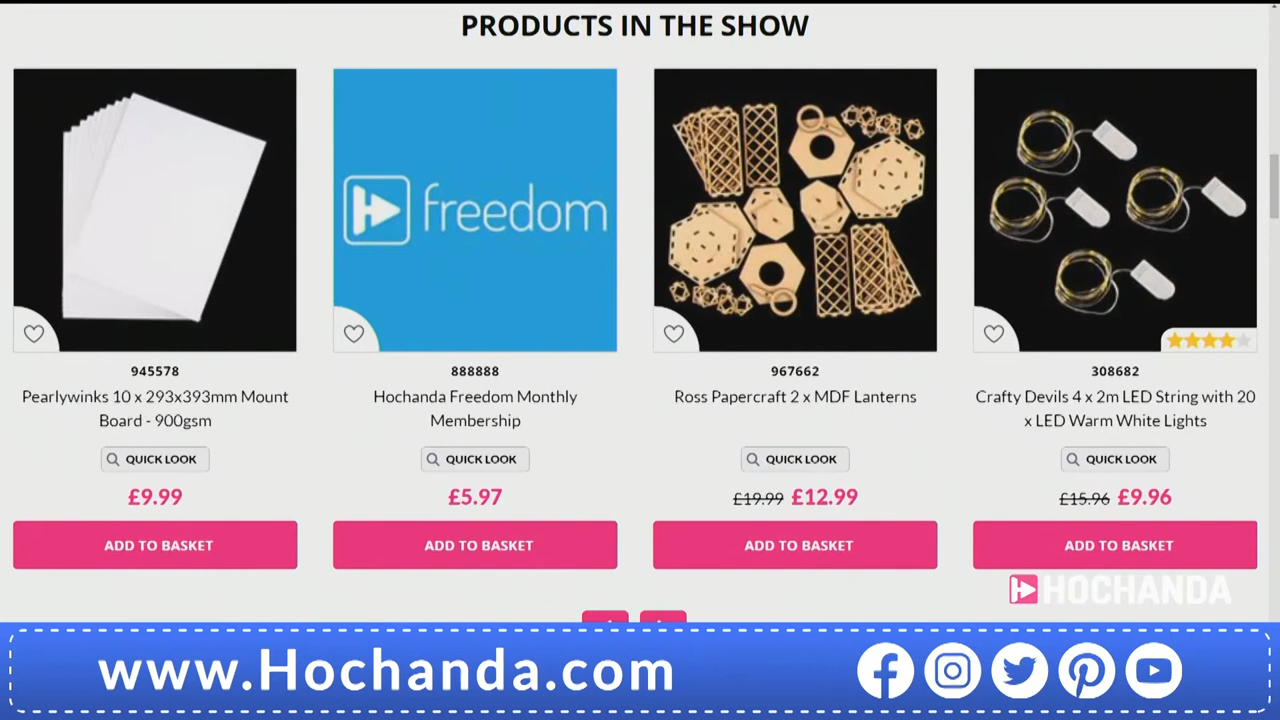 PRODUCTS IN THE SHOW
freedom
945578
888888
967662
308682
Pearlywinks 10 x 293x393mm Mount
Board - 900gsm
Hochanda Freedom Monthly
Membership
Ross Papercraft 2 x MDF Lanterns
Crafty Devils 4 x 2m LED String with 20
x LED Warm White Lights
QUICK LOOK
QUICK LOOK
QUICK LOOK
QUICK LOOK
£9.99
£5.97
£19.99 £12.99
£15.96 £9.96
ADD TO BASKET
ADD TO BASKET
ADD TO BASKET
ADD TO BASKET
HOCHANDA
www.Hochanda.com